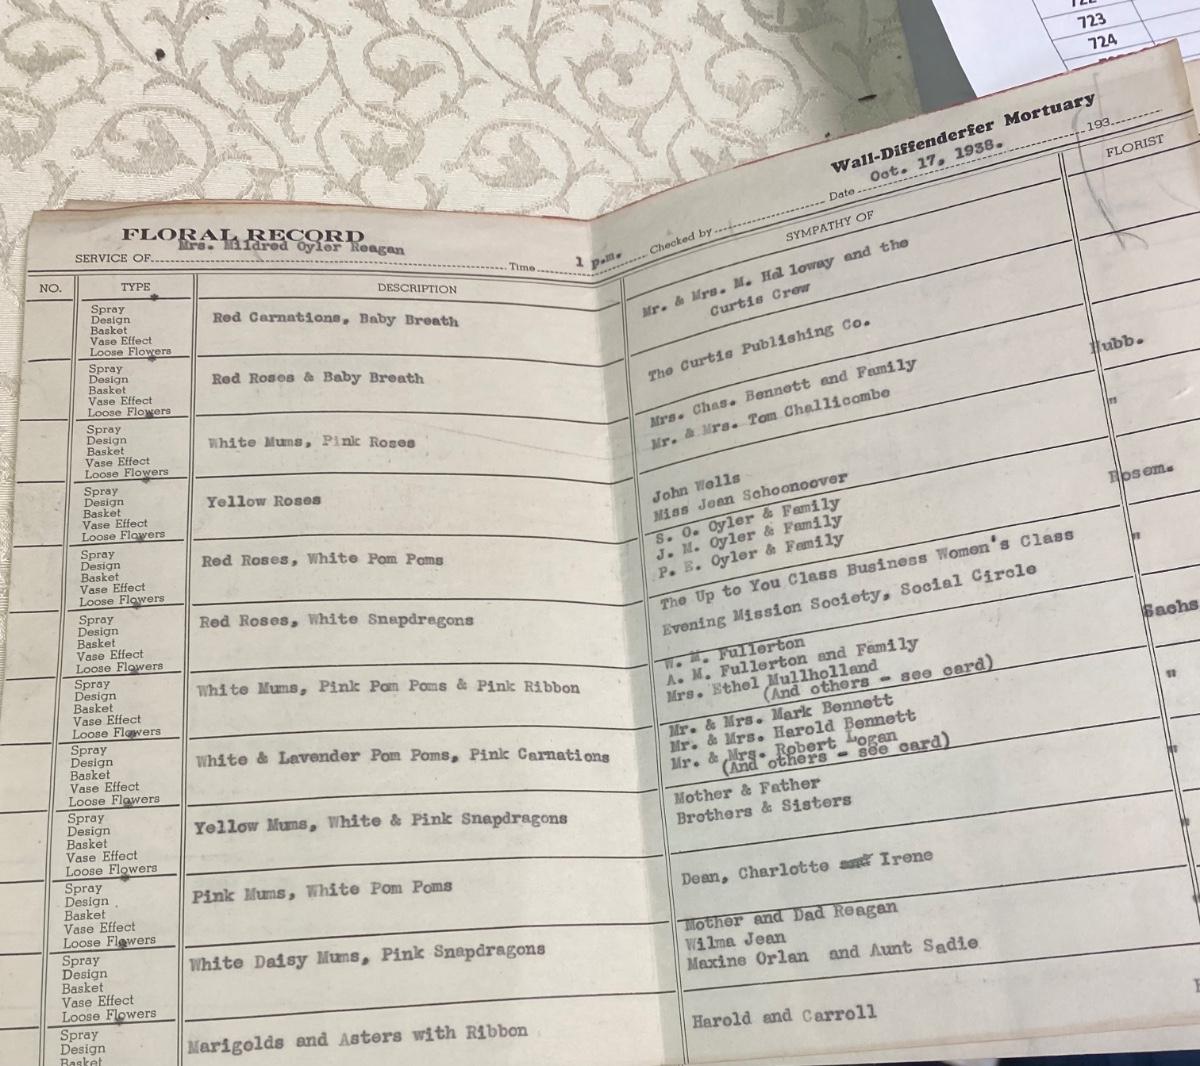 723
724
Wall-Diffenderfer Mortuary
FLORAL RECORD
Mrs. Mildred Oyler Reagan
SERVICE OF
Time
1 p.m.
Checked by
Date
Oct. 17, 1938.
193
NO.
TYPE
DESCRIPTION
SYMPATHY OF
FLORIST
Spray
Design
Basket
Vase Effect
Loose Flowers
Red Carnations, Baby Breath
Mr. & Mrs. M. Hal loway and the
Curtis Crew
Spray
Design
Basket
Vase Effect
Loose Flowers
Red Roses & Baby Breath
The Curtis Publishing Co.
Spray
Design
Basket
Vase Effect
Loose Flowers
White Mums, Pink Roses
Mrs. Chas. Bennett and Family
Mr. & Mrs. Tom Challicombe
Hubb.
Spray
Design
Basket
Vase Effect
Loose Flowers
Yellow Roses
John Wells
Miss Jean Schoonoover
"
Spray
Design
Basket
Vase Effect
Loose Flowers
Red Roses, White Pom Poms
S. O. Oyler & Family
J. M. Oyler & Family
P. E. Oyler & Family
Rosem.
Spray
Design
Basket
Vase Effect
Loose Flowers
Red Roses, White Snapdragons
The Up to You Class Business Women's Class
Evening Mission Society, Social Circle
"
Spray
Design
Basket
Vase Effect
Loose Flowers
White Mums, Pink Pom Poms & Pink Ribbon
W. M. Fullerton
A. M. Fullerton and Family
Mrs. Ethel Mullholland
(And others - see card)
Sachs
Spray
Design
Basket
Vase Effect
Loose Flowers
White & Lavender Pom Poms, Pink Carnations
Mr. & Mrs. Mark Bennett
Mr. & Mrs. Harold Bennett
Mr. & Mrs. Robert Logan
(And others - see card)
"
Spray
Design
Basket
Vase Effect
Loose Flowers
Yellow Mums, White & Pink Snapdragons
Mother & Father
Brothers & Sisters
"
Spray
Design
Basket
Vase Effect
Loose Flowers
Pink Mums, White Pom Poms
Dean, Charlotte and Irene
"
Spray
Design
Basket
Vase Effect
Loose Flowers
White Daisy Mums, Pink Snapdragons
Mother and Dad Reagan
Wilma Jean
Maxine Orlan and Aunt Sadie
"
Spray
Design
Basket
Marigolds and Asters with Ribbon
Harold and Carroll